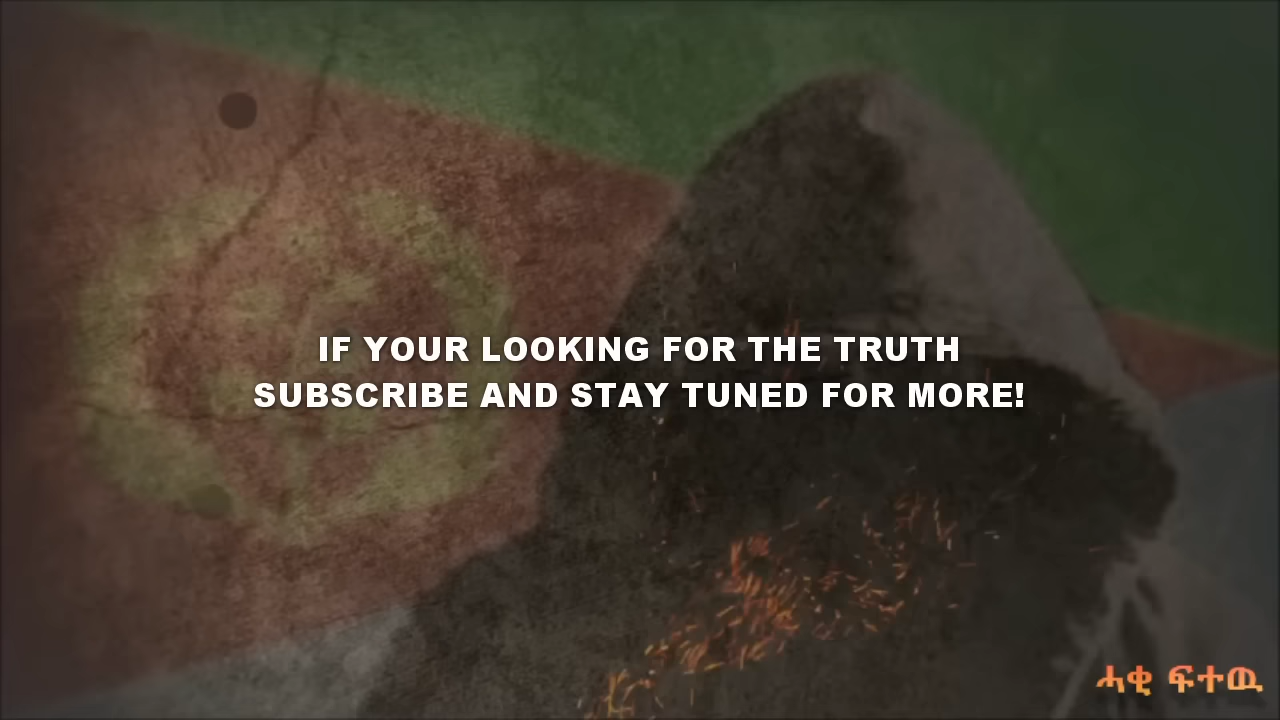 IF YOUR LOOKING FOR THE TRUTH
SUBSCRIBE AND STAY TUNED FOR MORE!
ሓቂ ፍተዉ